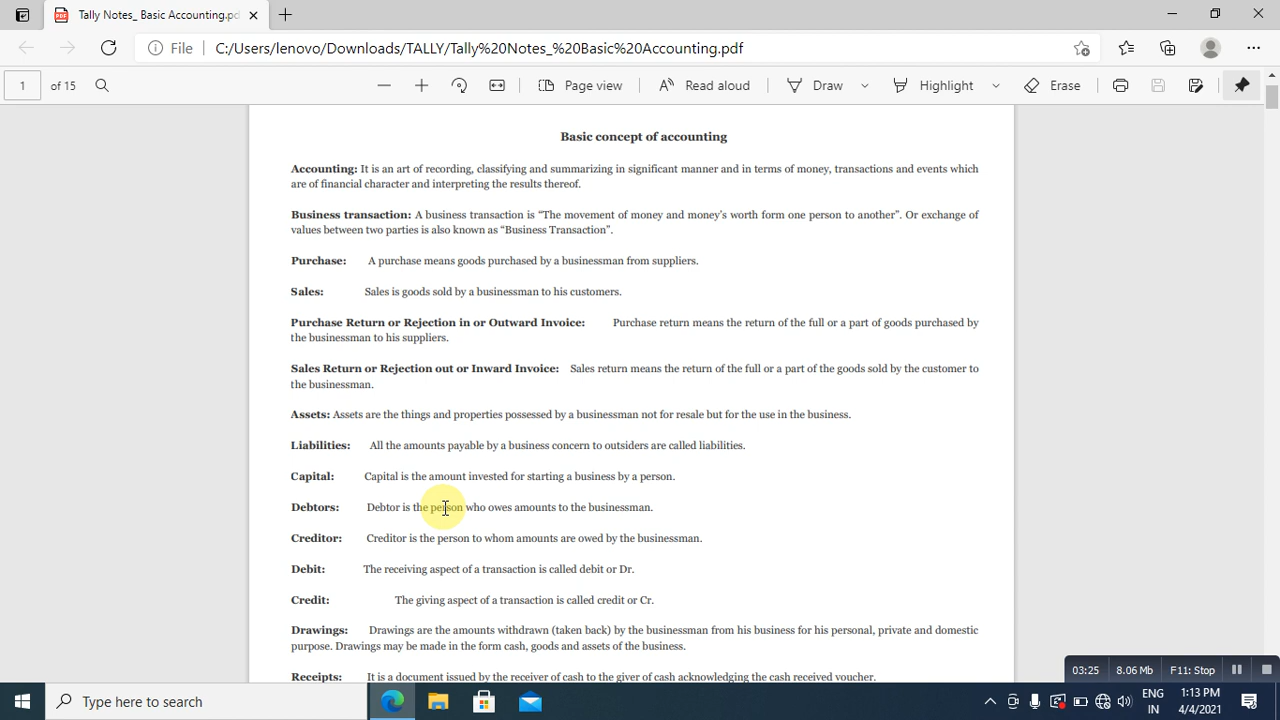 Tally Notes_ Basic Accounting.pd
File C:/Users/lenovo/Downloads/TALLY/Tally%20Notes_%20Basic%20Accounting.pdf
1 of 15 Page view Read aloud Draw Highlight Erase
Basic concept of accounting
Accounting: It is an art of recording, classifying and summarizing in significant manner and in terms of money, transactions and events which
are of financial character and interpreting the results thereof.
Business transaction: A business transaction is “The movement of money and money’s worth form one person to another”. Or exchange of
values between two parties is also known as “Business Transaction”.
Purchase: A purchase means goods purchased by a businessman from suppliers.
Sales: Sales is goods sold by a businessman to his customers.
Purchase Return or Rejection in or Outward Invoice: Purchase return means the return of the full or a part of goods purchased by
the businessman to his suppliers.
Sales Return or Rejection out or Inward Invoice: Sales return means the return of the full or a part of the goods sold by the customer to
the businessman.
Assets: Assets are the things and properties possessed by a businessman not for resale but for the use in the business.
Liabilities: All the amounts payable by a business concern to outsiders are called liabilities.
Capital: Capital is the amount invested for starting a business by a person.
Debtors: Debtor is the person who owes amounts to the businessman.
Creditor: Creditor is the person to whom amounts are owed by the businessman.
Debit: The receiving aspect of a transaction is called debit or Dr.
Credit: The giving aspect of a transaction is called credit or Cr.
Drawings: Drawings are the amounts withdrawn (taken back) by the businessman from his business for his personal, private and domestic
purpose. Drawings may be made in the form cash, goods and assets of the business.
Receipts: It is a document issued by the receiver of cash to the giver of cash acknowledging the cash received voucher.
03:25 8.06 Mb F11: Stop
Type here to search
ENG
IN
1:13 PM
4/4/2021